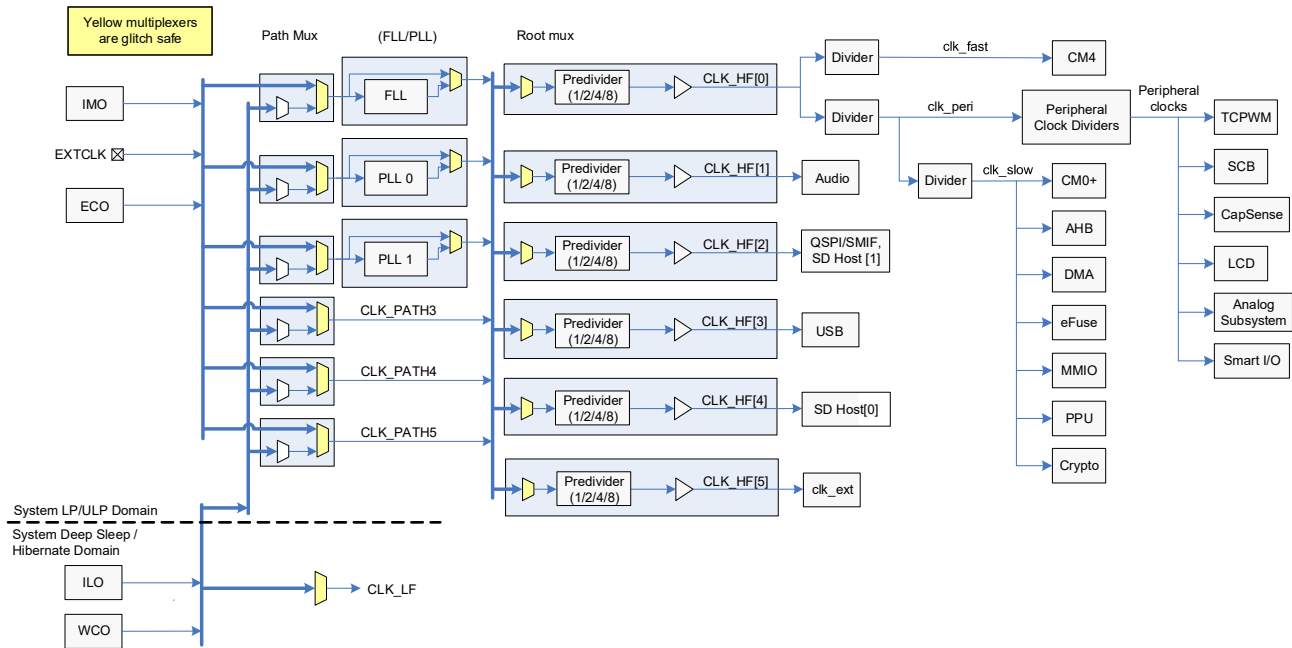 Yellow multiplexers
are glitch safe
Path Mux
(FLL/PLL)
Root mux
IMO
EXTCLK
ECO
FLL
PLL 0
PLL 1
CLK_PATH3
CLK_PATH4
CLK_PATH5
Predivider
(1/2/4/8)
CLK_HF[0]
Predivider
(1/2/4/8)
CLK_HF[1]
Predivider
(1/2/4/8)
CLK_HF[2]
Predivider
(1/2/4/8)
CLK_HF[3]
Predivider
(1/2/4/8)
CLK_HF[4]
Predivider
(1/2/4/8)
CLK_HF[5]
Divider
clk_fast
CM4
Divider
clk_peri
Peripheral
Clock Dividers
Peripheral
clocks
Audio
QSPI/SMIF,
SD Host [1]
USB
SD Host[0]
clk_ext
Divider
clk_slow
CM0+
AHB
DMA
eFuse
MMIO
PPU
Crypto
TCPWM
SCB
CapSense
LCD
Analog
Subsystem
Smart I/O
System LP/ULP Domain
System Deep Sleep /
Hibernate Domain
ILO
WCO
CLK_LF